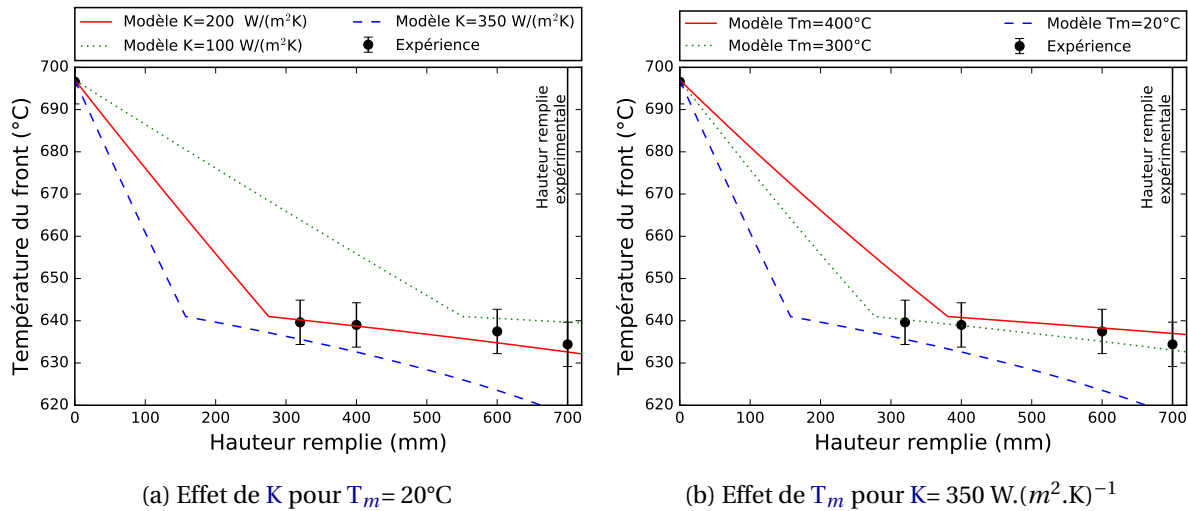 Modèle K=200 W/(m²K)
Modèle K=350 W/(m²K)
Modèle K=100 W/(m²K)
Expérience
700
690
680
670
660
650
640
630
620
Température du front (°C)
Hauteur remplie
expérimentale
0 100 200 300 400 500 600 700
Hauteur remplie (mm)
(a) Effet de K pour Tₘ= 20°C
Modèle Tm=400°C
Modèle Tm=20°C
Modèle Tm=300°C
Expérience
700
690
680
670
660
650
640
630
620
Température du front (°C)
Hauteur remplie
expérimentale
0 100 200 300 400 500 600 700
Hauteur remplie (mm)
(b) Effet de Tₘ pour K= 350 W.(m².K)⁻¹